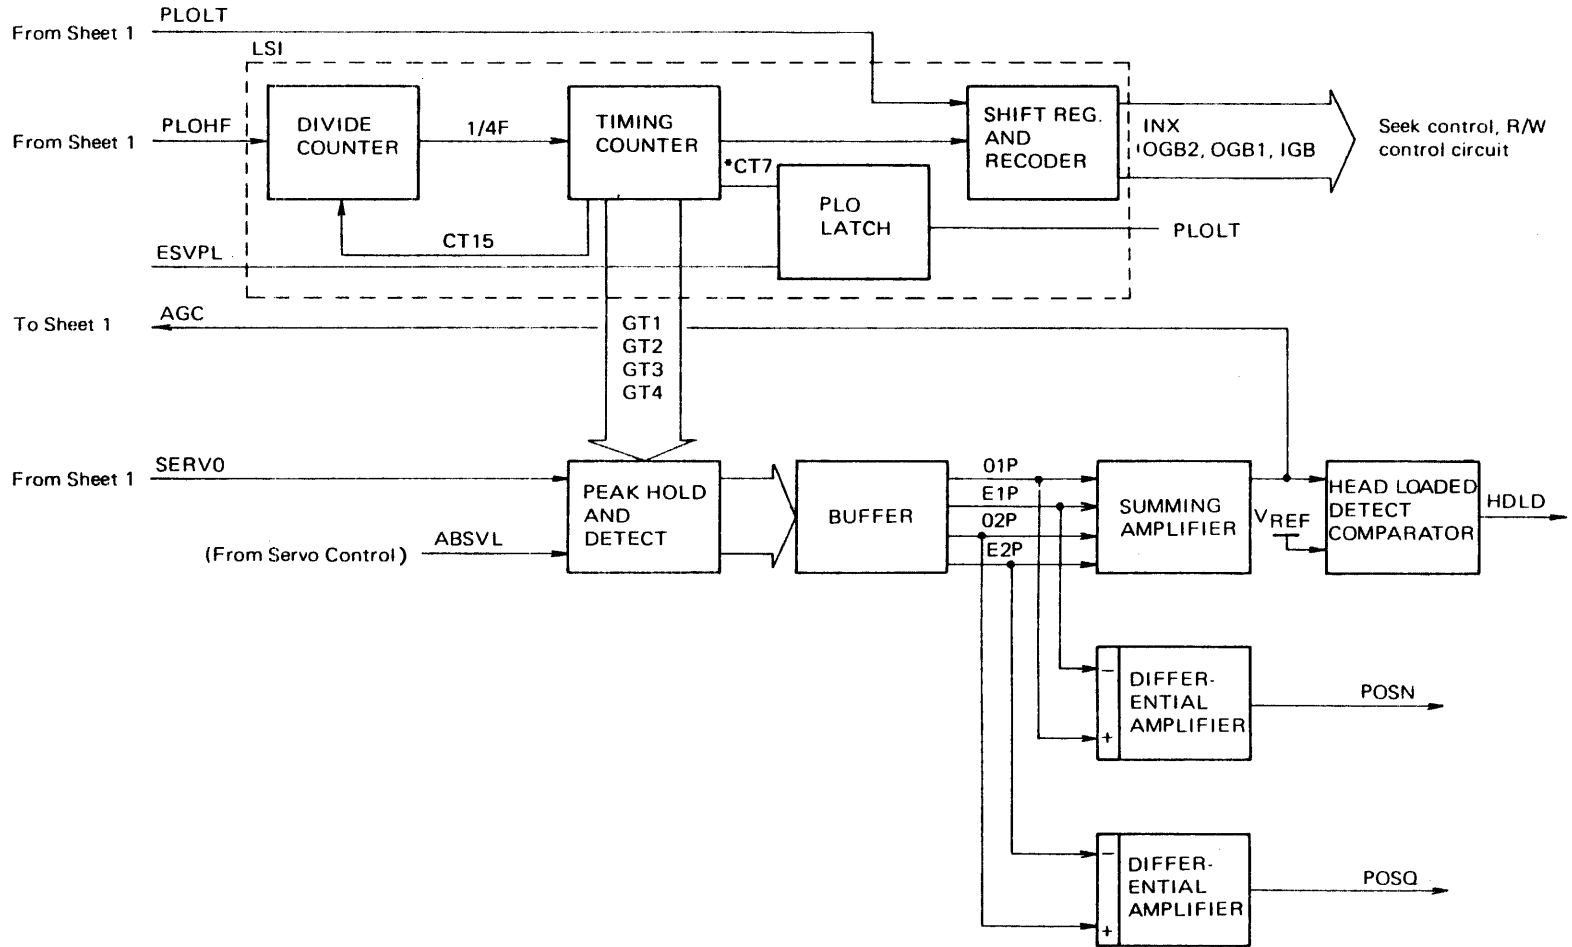 PLOLT
From Sheet 1
LSI
PLOHF
From Sheet 1
DIVIDE
COUNTER
1/4F
TIMING
COUNTER
SHIFT REG.
AND
RECODER
INX
OGB2, OGB1, IGB
Seek control, R/W
control circuit
*CT7
PLO
LATCH
PLOLT
CT15
ESVPL
AGC
To Sheet 1
GT1
GT2
GT3
GT4
SERVO
From Sheet 1
PEAK HOLD
AND
DETECT
ABSVL
(From Servo Control)
BUFFER
01P
E1P
02P
E2P
SUMMING
AMPLIFIER
VREF
HEAD LOADED
DETECT
COMPARATOR
HDLD
−
+
DIFFER-
ENTIAL
AMPLIFIER
POSN
−
+
DIFFER-
ENTIAL
AMPLIFIER
POSQ